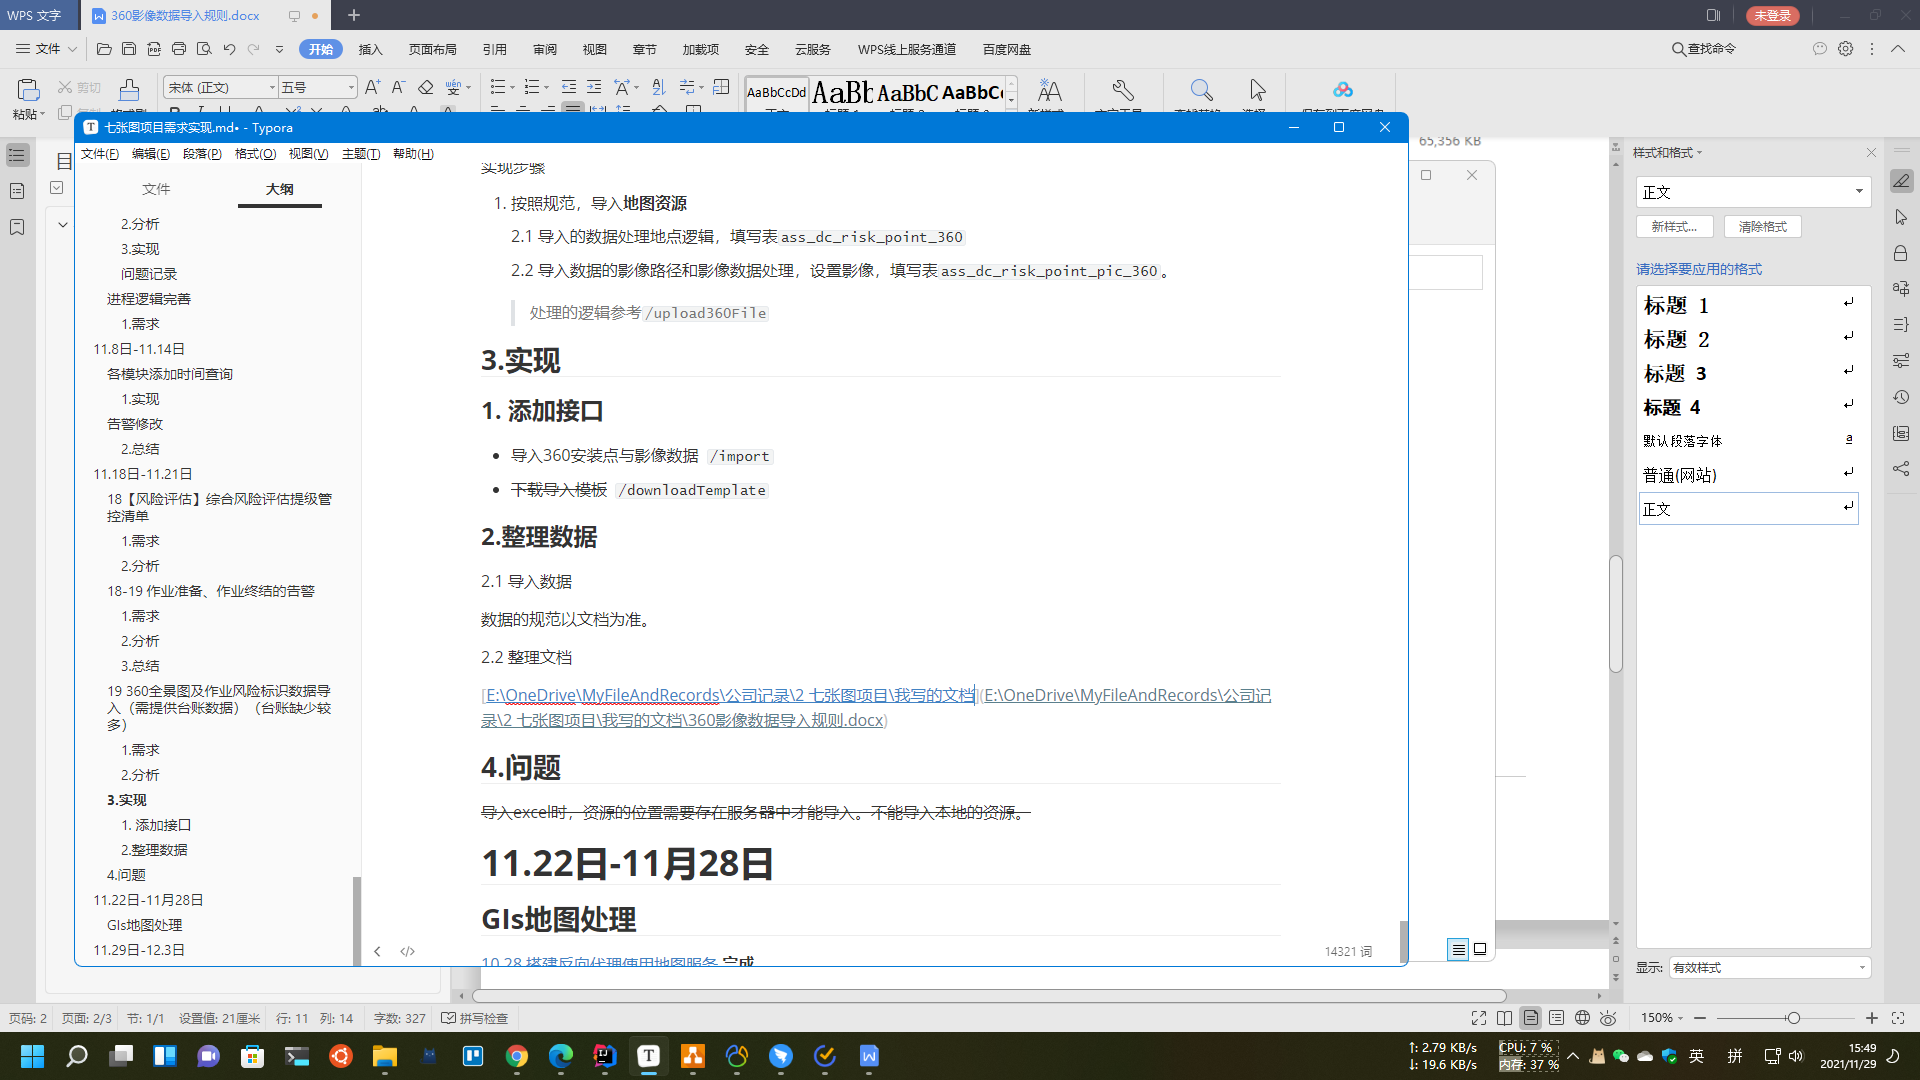 WPS 文字
360影像数据导入规则.docx
未登录
文件
开始
插入
页面布局
引用
审阅
视图
章节
加载项
安全
云服务
WPS线上服务通道
百度网盘
查找命令
剪切
粘贴
宋体 (正文)
五号
AaBbCcDd
七张图项目需求实现.md• - Typora
文件(F)
编辑(E)
段落(P)
格式(O)
视图(V)
主题(T)
帮助(H)
文件
大纲
2.分析
3.实现
问题记录
进程逻辑完善
1.需求
11.8日-11.14日
各模块添加时间查询
1.实现
告警修改
2.总结
11.18日-11.21日
18【风险评估】综合风险评估提级管
控清单
1.需求
2.分析
18-19 作业准备、作业终结的告警
1.需求
2.分析
3.总结
19 360全景图及作业风险标识数据导
入（需提供台账数据）（台账缺少较
多）
1.需求
2.分析
3.实现
1. 添加接口
2.整理数据
4.问题
11.22日-11月28日
GIs地图处理
11.29日-12.3日
实现步骤
1. 按照规范，导入地图资源
2.1 导入的数据处理地点逻辑，填写表 ass_dc_risk_point_360
2.2 导入数据的影像路径和影像数据处理，设置影像，填写表 ass_dc_risk_point_pic_360 。
处理的逻辑参考 /upload360File
3.实现
1. 添加接口
导入360安装点与影像数据 /import
下载导入模板 /downloadTemplate
2.整理数据
2.1 导入数据
数据的规范以文档为准。
2.2 整理文档
[E:\OneDrive\MyFileAndRecords\公司记录\2 七张图项目\我写的文档](E:\OneDrive\MyFileAndRecords\公司记
录\2 七张图项目\我写的文档\360影像数据导入规则.docx)
4.问题
导入excel时，资源的位置需要存在服务器中才能导入。不能导入本地的资源。
11.22日-11月28日
GIs地图处理
10.28 搭建反向代理使用地图服务 完成
14321 词
65,356 KB
样式和格式
正文
新样式...
清除格式
请选择要应用的格式
标题 1
标题 2
标题 3
标题 4
默认段落字体
普通(网站)
正文
显示: 有效样式
页码: 2
页面: 2/3
节: 1/1
设置值: 21厘米
行: 11
列: 14
字数: 327
拼写检查
150%
↑: 2.79 KB/s
↓: 19.6 KB/s
CPU: 7 %
内存: 37 %
英
拼
15:49
2021/11/29